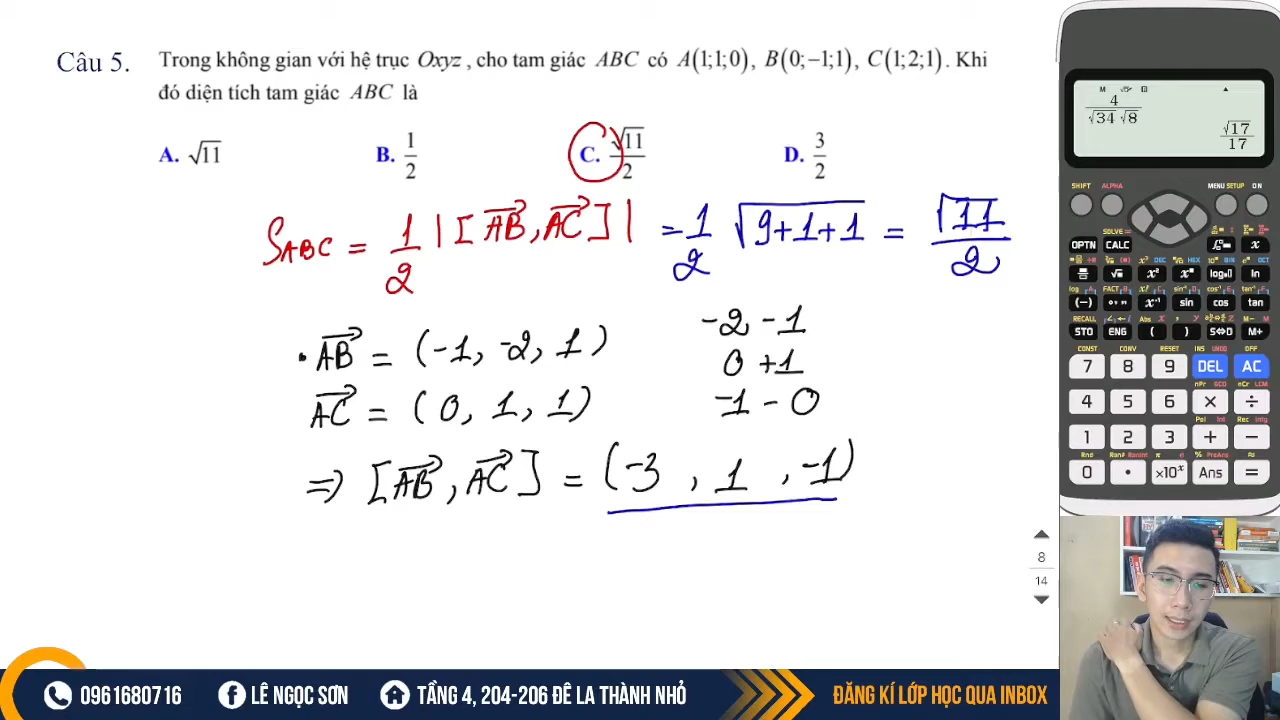 Câu 5. Trong không gian với hệ trục Oxyz, cho tam giác ABC có A(1;1;0), B(0;−1;1), C(1;2;1). Khi
đó diện tích tam giác ABC là
A. √11 B. 1/2 C. √11/2 D. 3/2
S_ABC = 1/2 |[AB, AC]| = 1/2 √9+1+1 = √11/2
• AB = (-1, -2, 1)
AC = (0, 1, 1)
⇒ [AB, AC] = (-3, 1, -1)
-2 -1
0 +1
-1 - 0
4/√34 √8
√17/17
SHIFT ALPHA MENU SETUP ON
OPTN CALC x
log ln
(−) sin cos tan
STO ENG ( ) S⇔D M+
7 8 9 DEL AC
4 5 6 × ÷
1 2 3 + −
0 • ×10ˣ Ans =
8
14
0961680716 LÊ NGỌC SƠN TẦNG 4, 204-206 ĐÊ LA THÀNH NHỎ ĐĂNG KÍ LỚP HỌC QUA INBOX